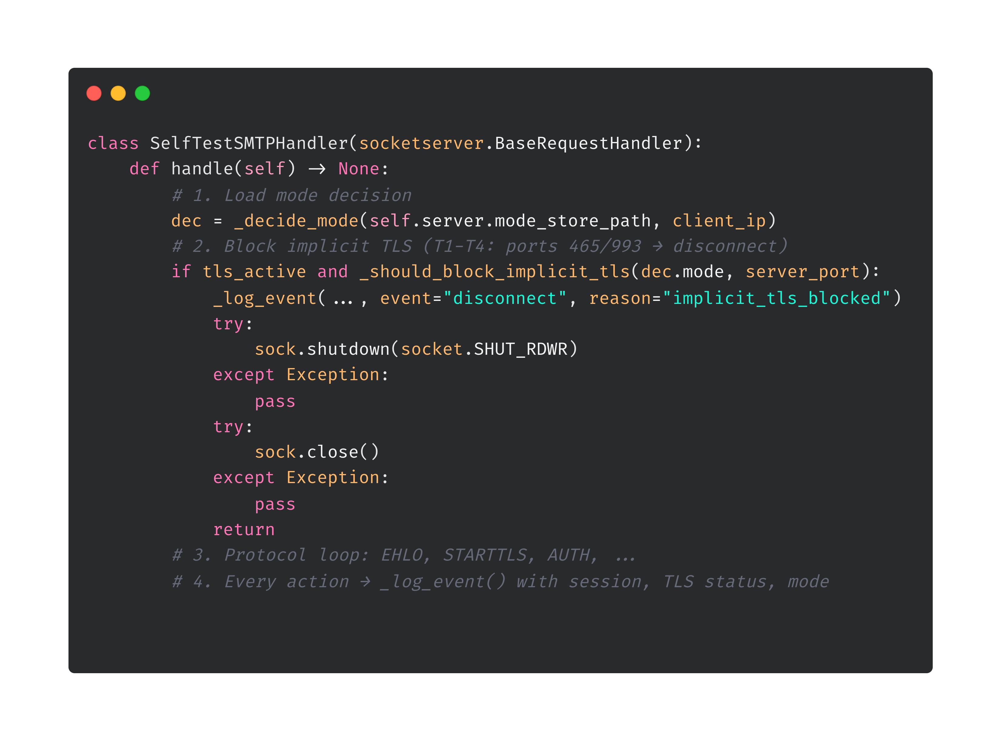 class SelfTestSMTPHandler(socketserver.BaseRequestHandler):
    def handle(self) -> None:
        # 1. Load mode decision
        dec = _decide_mode(self.server.mode_store_path, client_ip)
        # 2. Block implicit TLS (T1–T4: ports 465/993 → disconnect)
        if tls_active and _should_block_implicit_tls(dec.mode, server_port):
            _log_event(..., event="disconnect", reason="implicit_tls_blocked")
            try:
                sock.shutdown(socket.SHUT_RDWR)
            except Exception:
                pass
            try:
                sock.close()
            except Exception:
                pass
            return
        # 3. Protocol loop: EHLO, STARTTLS, AUTH, ...
        # 4. Every action → _log_event() with session, TLS status, mode